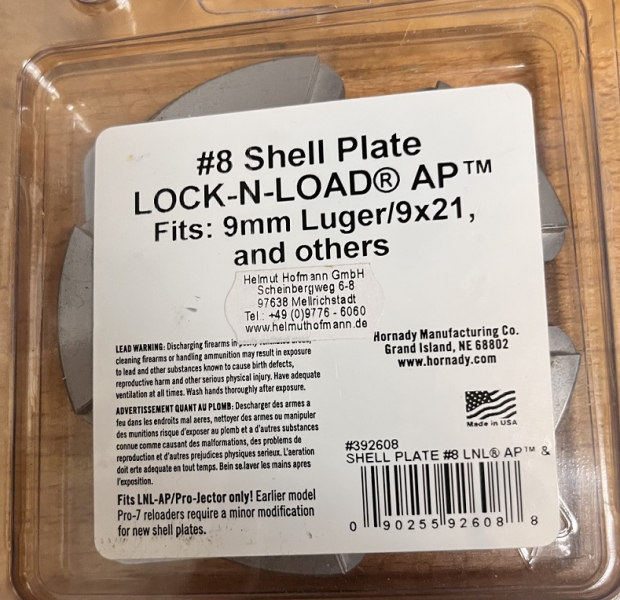 #8 Shell Plate
LOCK-N-LOAD® AP™
Fits: 9mm Luger/9x21,
and others
Helmut Hofmann GmbH
Scheinbergweg 6-8
97638 Mellrichstadt
Tel.: +49 (0)9776 - 6060
www.helmuthofmann.de
LEAD WARNING: Discharging firearms in
cleaning firearms or handling ammunition may result in exposure
to lead and other substances known to cause birth defects,
reproductive harm and other serious physical injury. Have adequate
ventilation at all times. Wash hands thoroughly after exposure.
ADVERTISSEMENT QUANT AU PLOMB: Descharger des armes a
feu dans les endroits mal aeres, nettoyer des armes ou manipuler
des munitions risque d'exposer au plomb et a d'autres substances
connue comme causant des malformations, des problemes de
reproduction et d'autres prejudices physiques serieux. L'aeration
doit erte adequate en tout temps. Bein se laver les mains apres
l'exposition.
Fits LNL-AP/Pro-Jector only! Earlier model
Pro-7 reloaders require a minor modification
for new shell plates.
Hornady Manufacturing Co.
Grand Island, NE 68802
www.hornady.com
Made in USA
#392608
SHELL PLATE #8 LNL® AP™ &
0 90255 92608 8